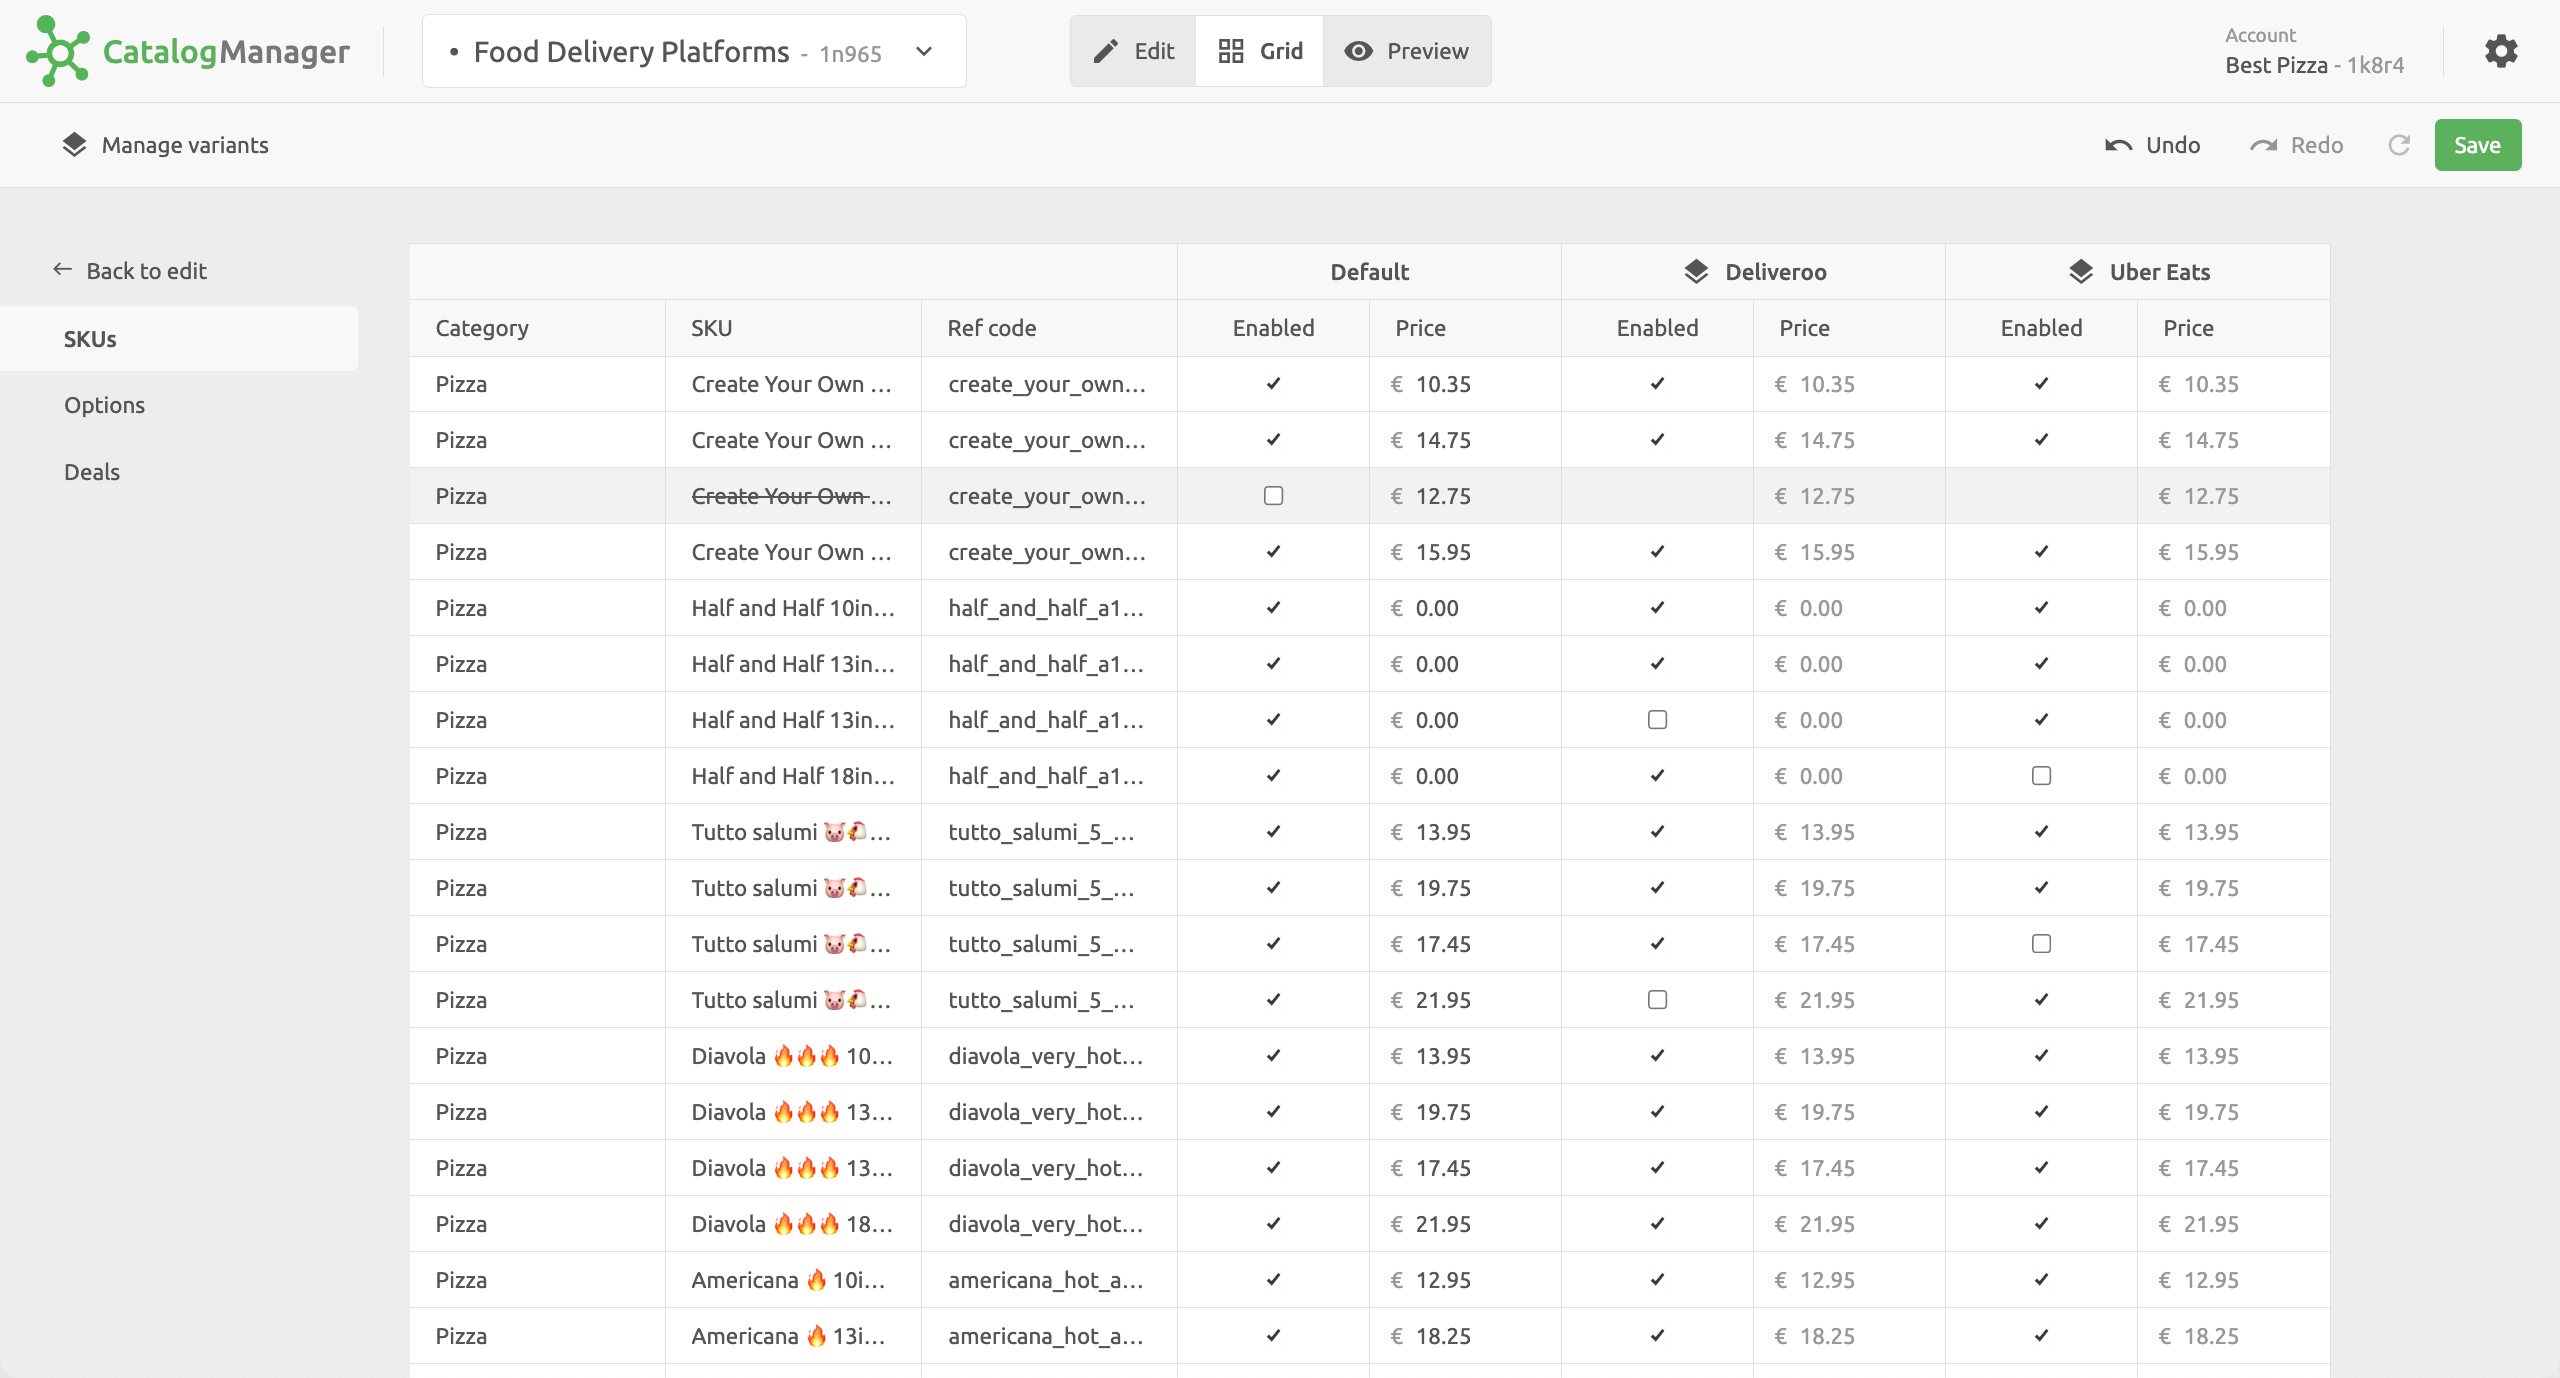 CatalogManager
• Food Delivery Platforms - 1n965
Edit
Grid
Preview
Account
Best Pizza - 1k8r4
Manage variants
Undo
Redo
Save
Back to edit
SKUs
Options
Deals
Default Deliveroo Uber Eats
Category SKU Ref code Enabled Price Enabled Price Enabled Price
Pizza Create Your Own ... create_your_own... € 10.35 € 10.35 € 10.35
Pizza Create Your Own ... create_your_own... € 14.75 € 14.75 € 14.75
Pizza Create Your Own ... create_your_own... € 12.75 € 12.75 € 12.75
Pizza Create Your Own ... create_your_own... € 15.95 € 15.95 € 15.95
Pizza Half and Half 10in... half_and_half_a1... € 0.00 € 0.00 € 0.00
Pizza Half and Half 13in... half_and_half_a1... € 0.00 € 0.00 € 0.00
Pizza Half and Half 13in... half_and_half_a1... € 0.00 € 0.00 € 0.00
Pizza Half and Half 18in... half_and_half_a1... € 0.00 € 0.00 € 0.00
Pizza Tutto salumi 🐷🐔... tutto_salumi_5_... € 13.95 € 13.95 € 13.95
Pizza Tutto salumi 🐷🐔... tutto_salumi_5_... € 19.75 € 19.75 € 19.75
Pizza Tutto salumi 🐷🐔... tutto_salumi_5_... € 17.45 € 17.45 € 17.45
Pizza Tutto salumi 🐷🐔... tutto_salumi_5_... € 21.95 € 21.95 € 21.95
Pizza Diavola 🔥🔥🔥 10... diavola_very_hot... € 13.95 € 13.95 € 13.95
Pizza Diavola 🔥🔥🔥 13... diavola_very_hot... € 19.75 € 19.75 € 19.75
Pizza Diavola 🔥🔥🔥 13... diavola_very_hot... € 17.45 € 17.45 € 17.45
Pizza Diavola 🔥🔥🔥 18... diavola_very_hot... € 21.95 € 21.95 € 21.95
Pizza Americana 🔥 10i... americana_hot_a... € 12.95 € 12.95 € 12.95
Pizza Americana 🔥 13i... americana_hot_a... € 18.25 € 18.25 € 18.25